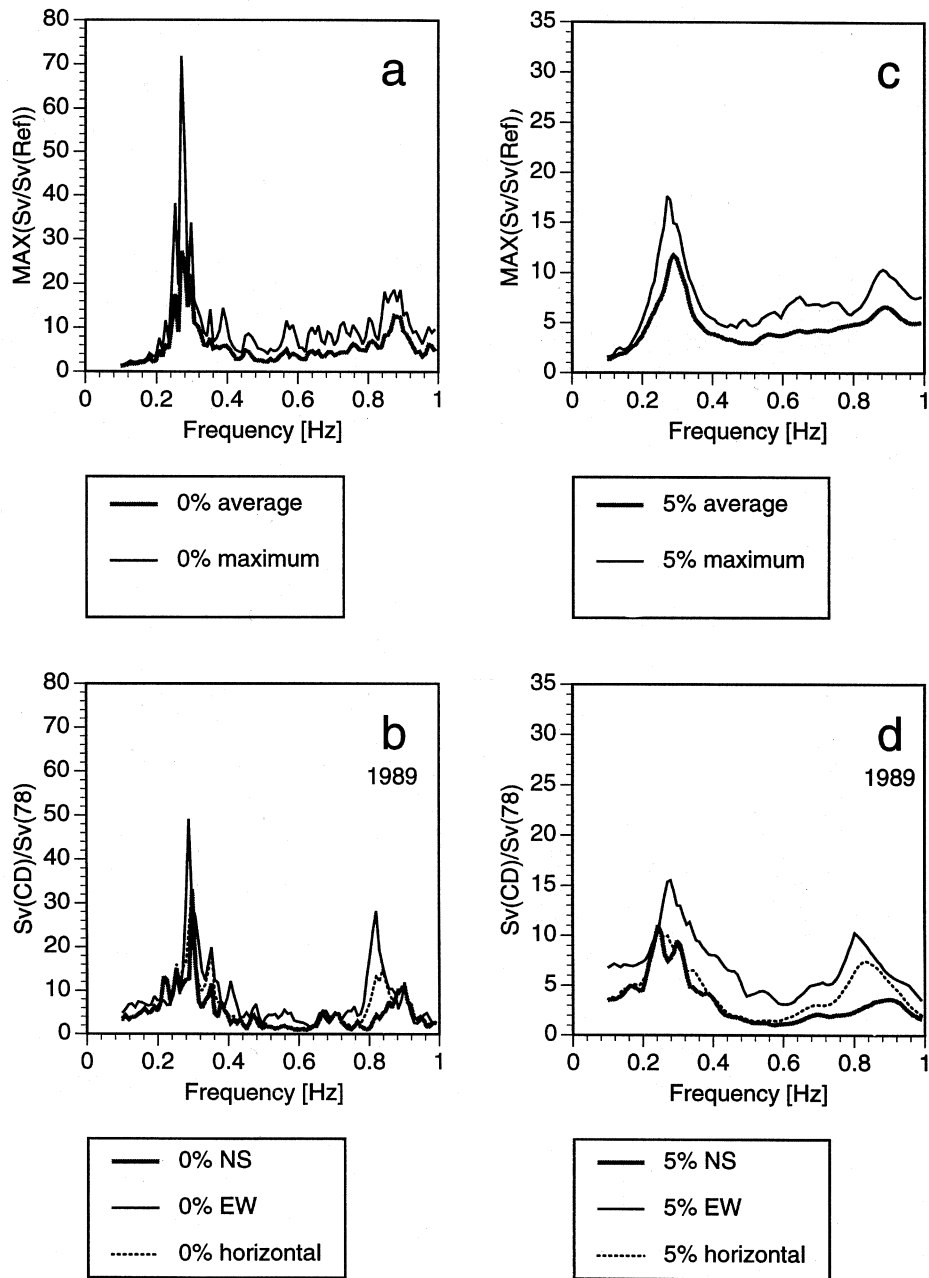 80
70
60
50
40
30
20
10
0
MAX(Sv/Sv(Ref))
a
0 0.2 0.4 0.6 0.8 1
Frequency [Hz]
0% average
0% maximum
35
30
25
20
15
10
5
0
MAX(Sv/Sv(Ref))
c
0 0.2 0.4 0.6 0.8 1
Frequency [Hz]
5% average
5% maximum
80
70
60
50
40
30
20
10
0
Sv(CD)/Sv(78)
b
1989
0 0.2 0.4 0.6 0.8 1
Frequency [Hz]
0% NS
0% EW
0% horizontal
35
30
25
20
15
10
5
0
Sv(CD)/Sv(78)
d
1989
0 0.2 0.4 0.6 0.8 1
Frequency [Hz]
5% NS
5% EW
5% horizontal